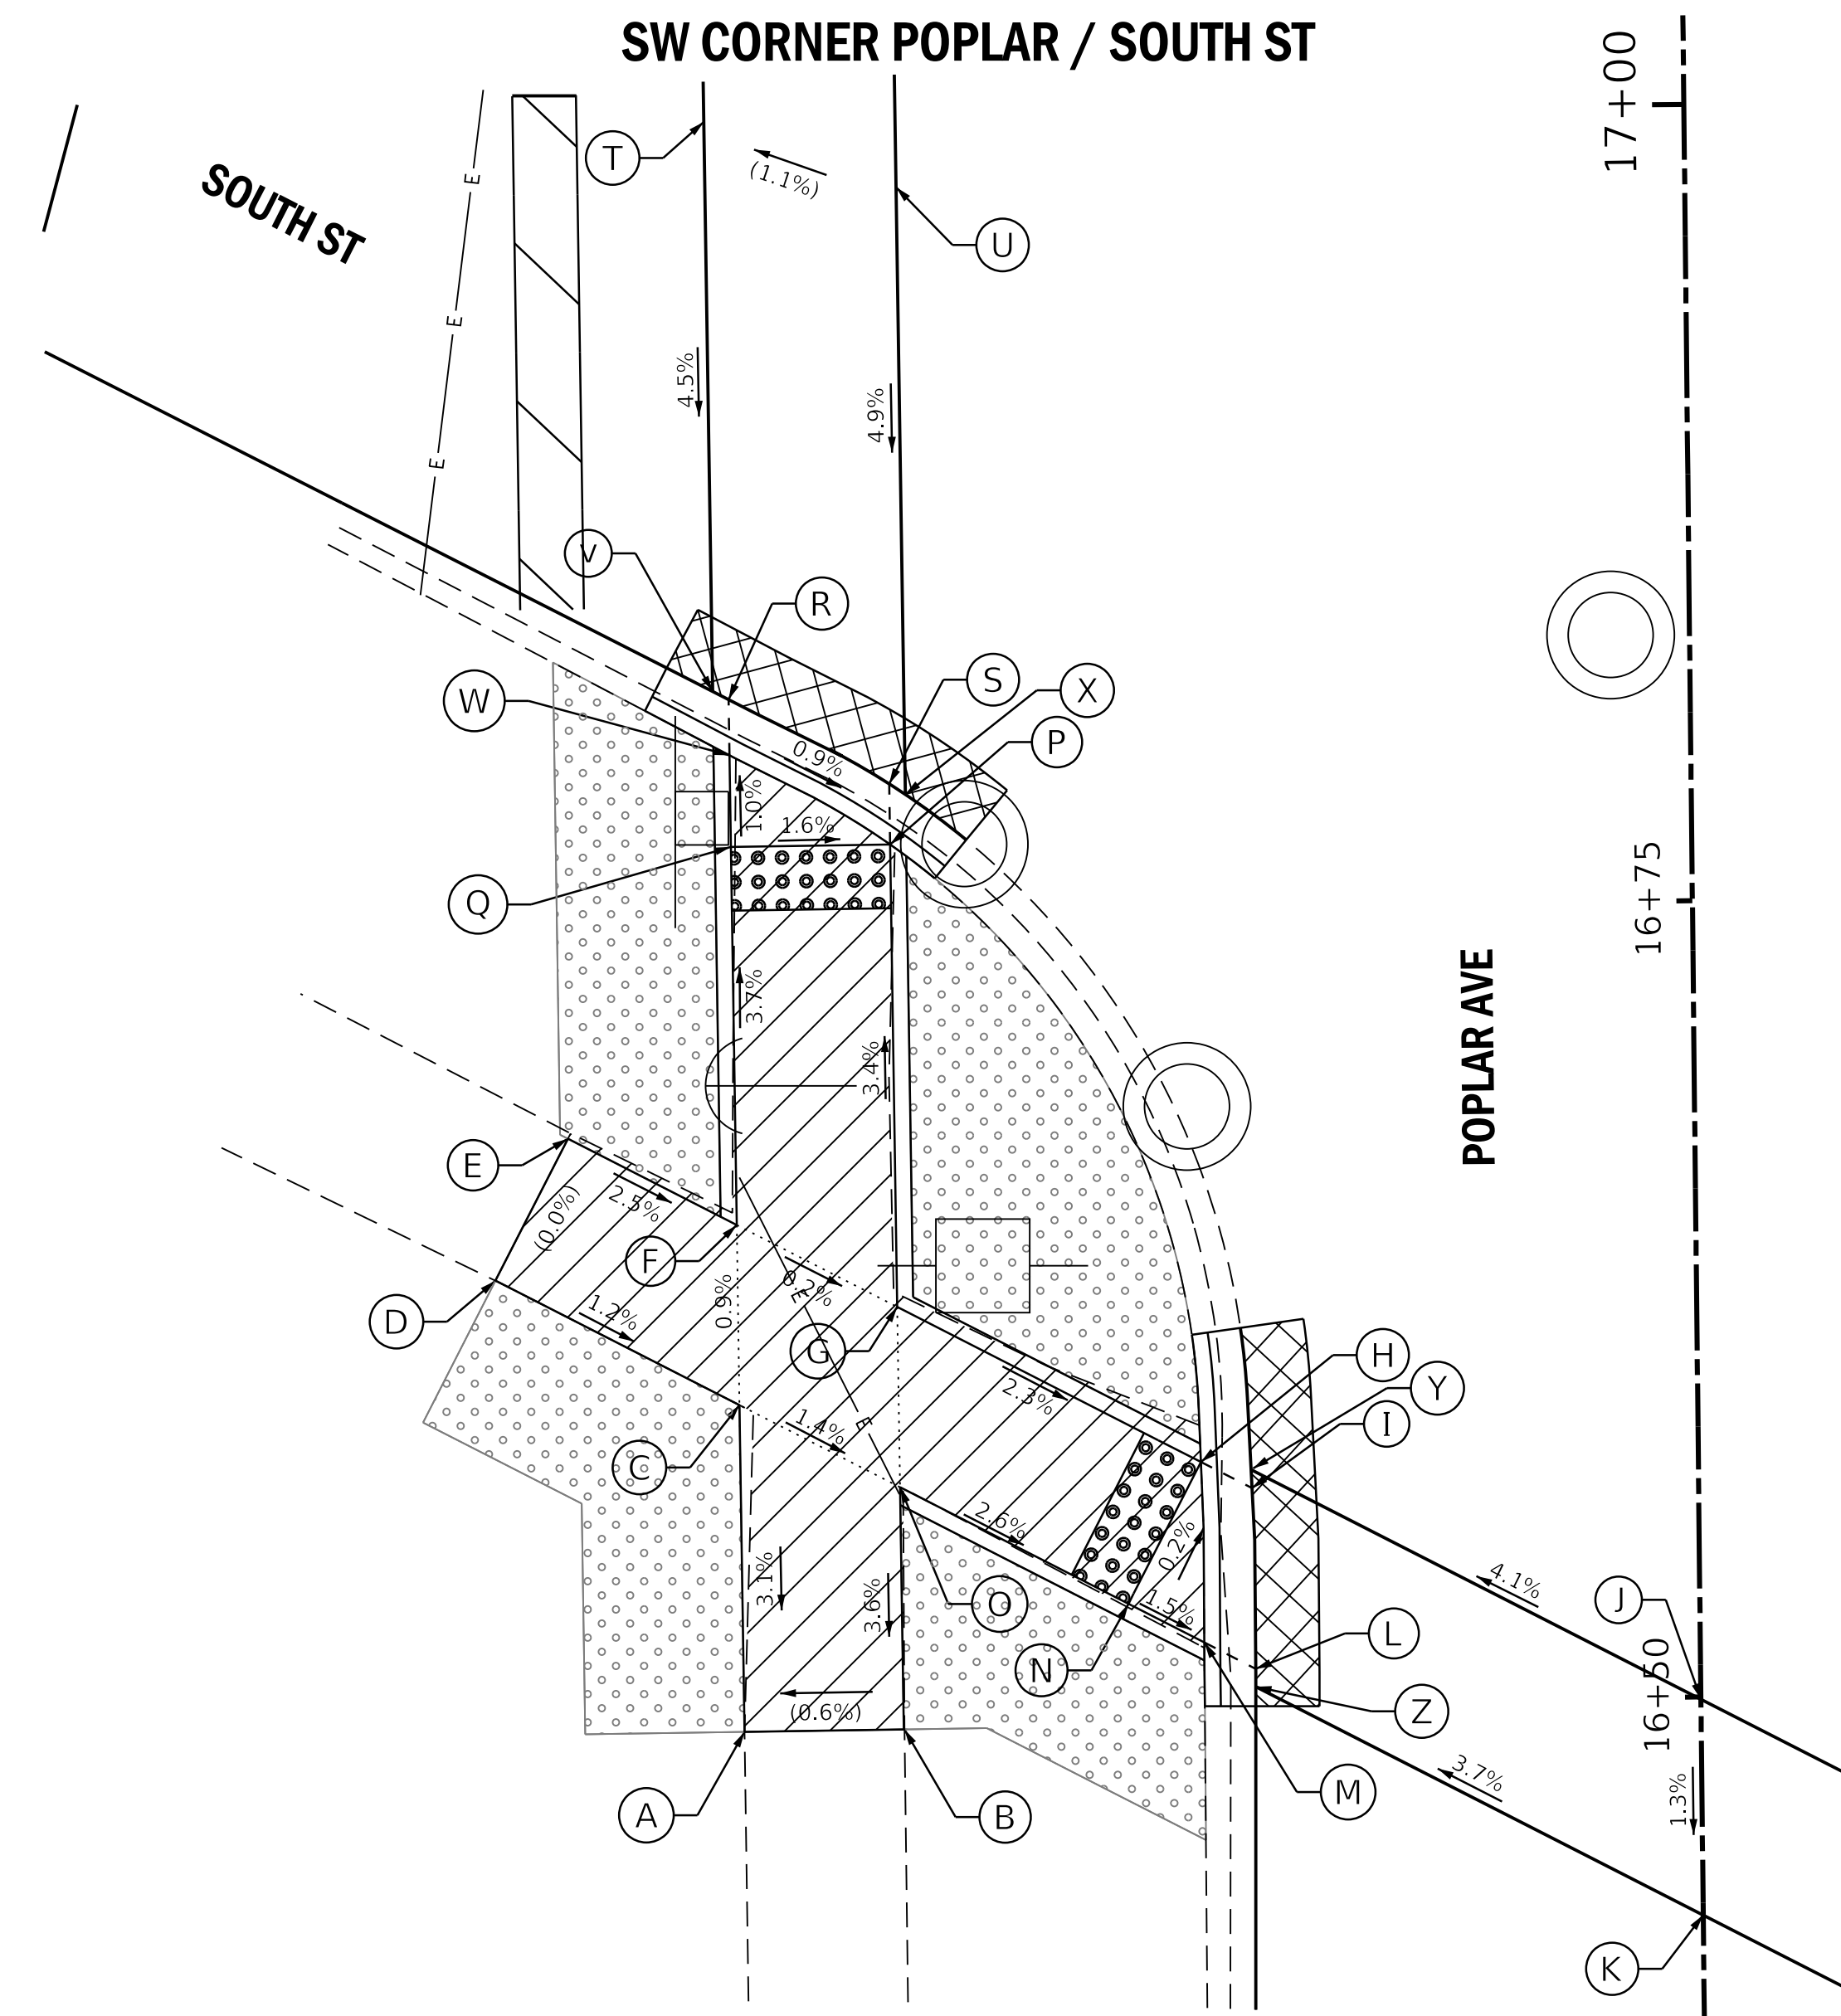 SW CORNER POPLAR / SOUTH ST
17+00
T
(1.1%)
E
SOUTH ST
U
E
4.5%
4.9%
E
V
R
S
X
W
P
0.9%
1.0%
1.6%
16+75
Q
3.7%
POPLAR AVE
3.4%
E
2.5%
(0.0%)
F
0.2%
E
0.9%
D
1.2%
G
H
2.3%
Y
I
1.4%
E
C
2.6%
0.2%
4.1%
3.1%
3.6%
O
1.5%
J
L
N
16+50
(0.6%)
Z
3.7%
M
1.3%
A
B
K